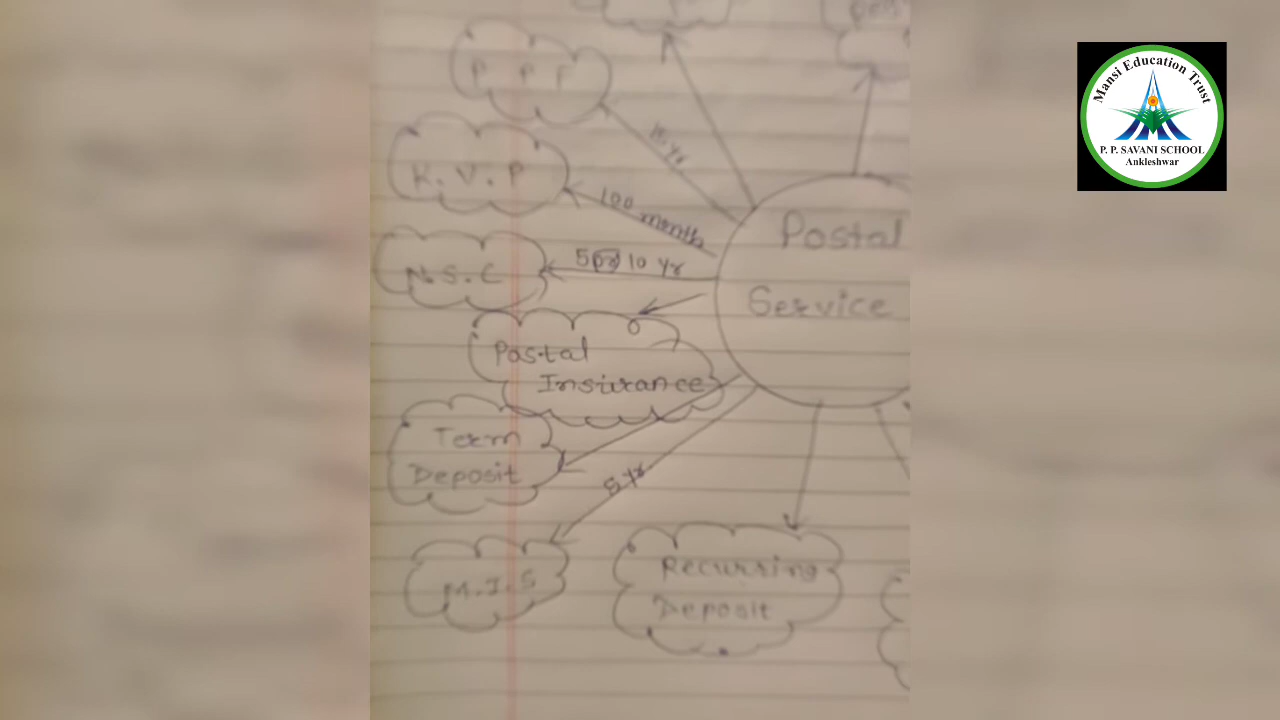 Mansi Education Trust
P. P. SAVANI SCHOOL
Ankleshwar
P P F
15 yr
K. V. P
100 month
Postal
Service
N. S. C
5 10 yr
Postal
Insurance
Term
Deposit
5 yr
M. I. S
Recurring
Deposit